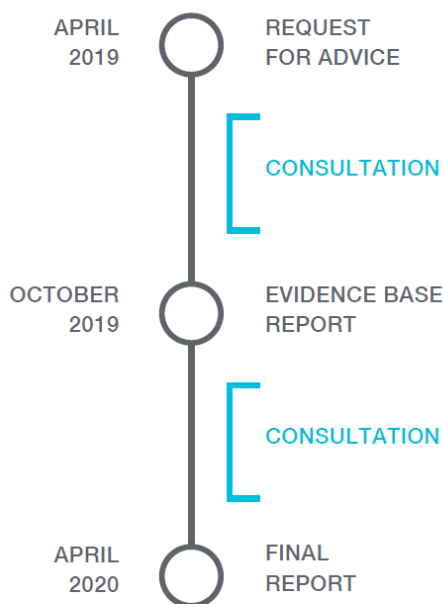 APRIL
2019
REQUEST
FOR ADVICE
CONSULTATION
OCTOBER
2019
EVIDENCE BASE
REPORT
CONSULTATION
APRIL
2020
FINAL
REPORT